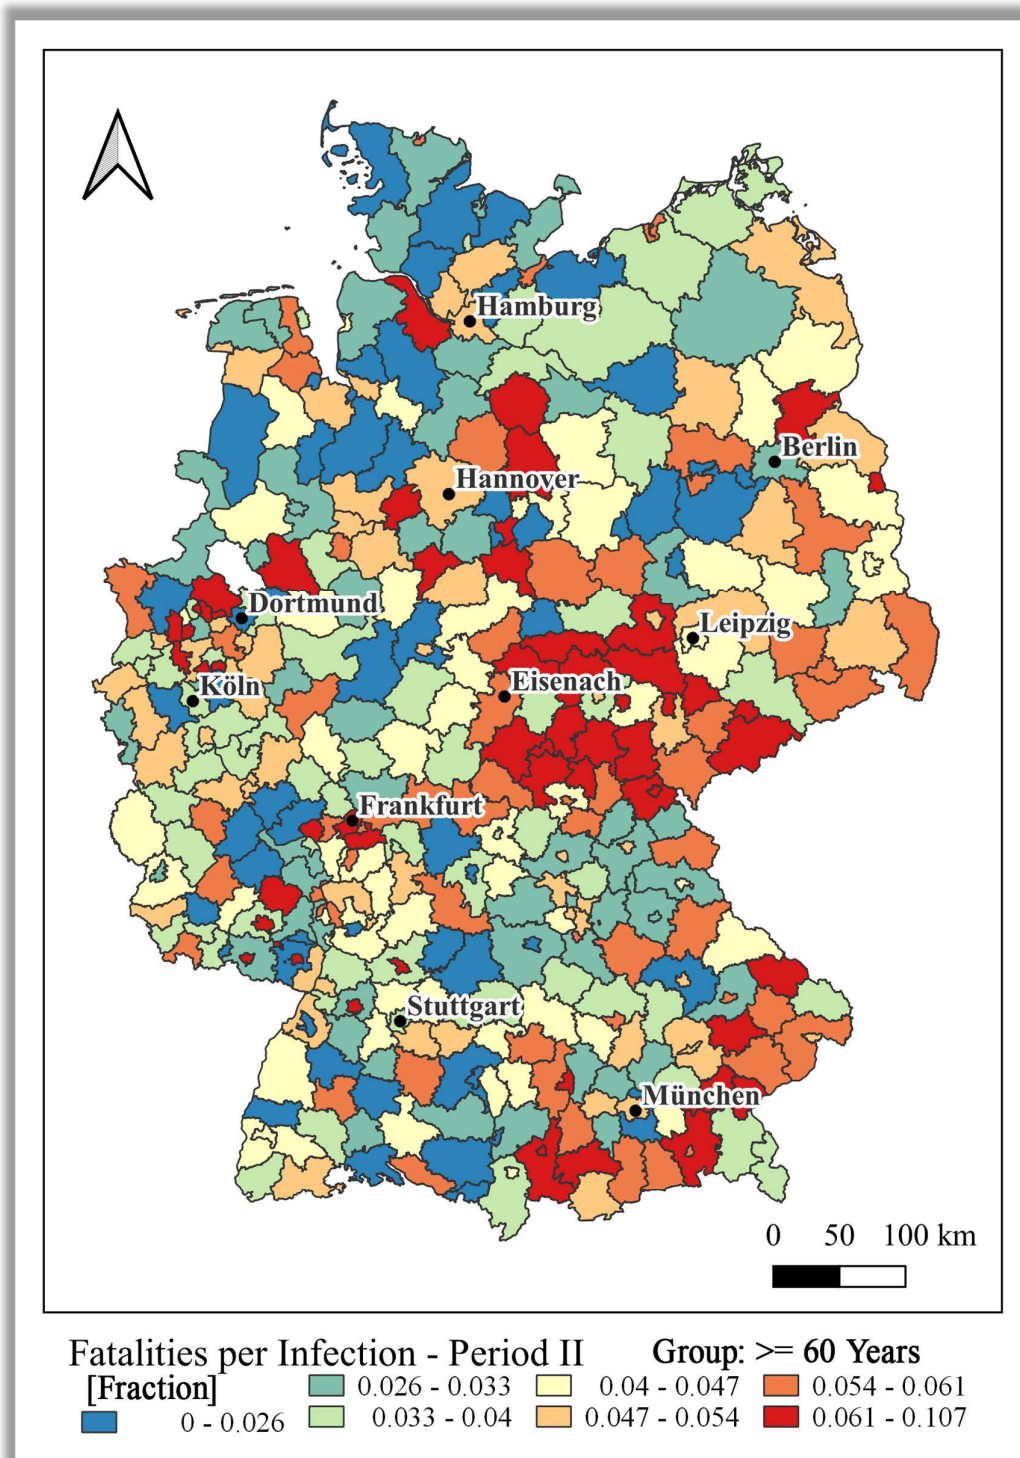 Hamburg
Berlin
Hannover
Dortmund
Leipzig
Köln
Eisenach
Frankfurt
Stuttgart
München
0 50 100 km
Fatalities per Infection - Period II Group: >= 60 Years
[Fraction]
0.026 - 0.033 0.04 - 0.047 0.054 - 0.061
0 - 0.026 0.033 - 0.04 0.047 - 0.054 0.061 - 0.107